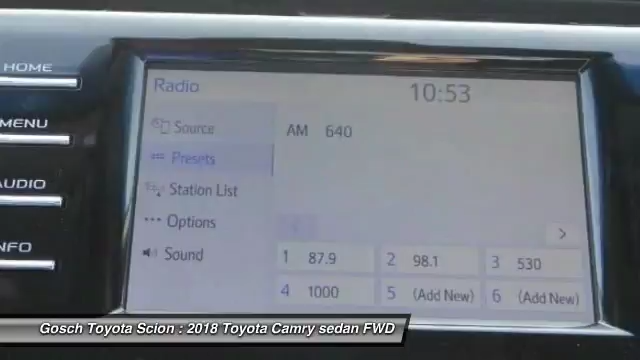 HOME
MENU
AUDIO
INFO
Radio
10:53
Source
AM 640
Presets
Station List
Options
Sound
1 87.9
2 98.1
3 530
4 1000
5 (Add New)
6 (Add New)
Gosch Toyota Scion : 2018 Toyota Camry sedan FWD